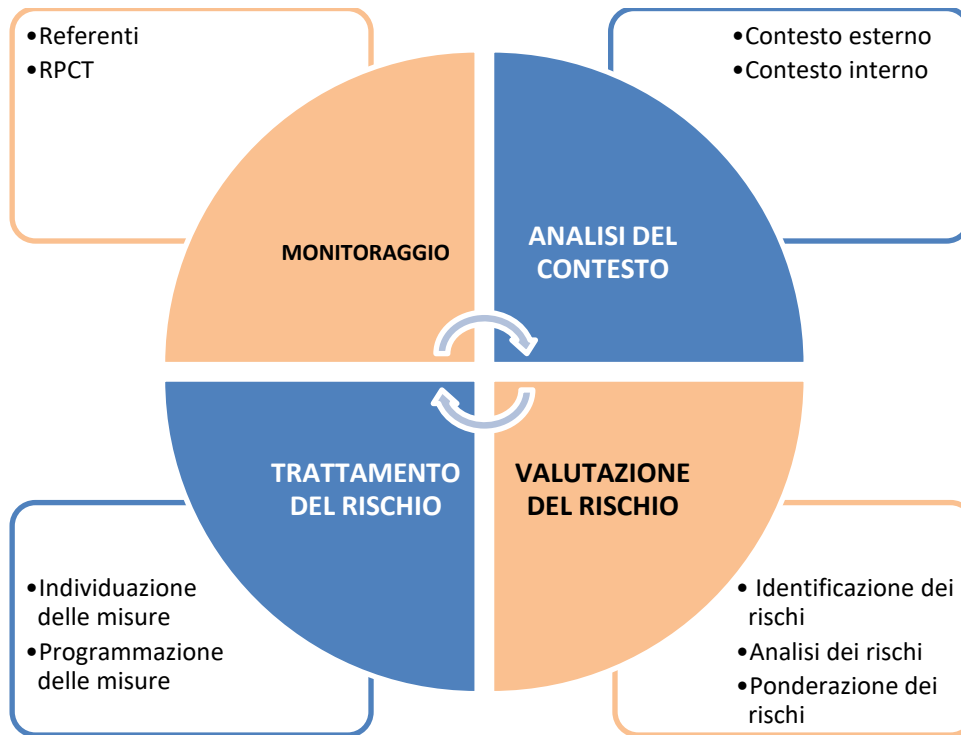 •Referenti
•RPCT
•Contesto esterno
•Contesto interno
MONITORAGGIO
ANALISI DEL
CONTESTO
TRATTAMENTO
DEL RISCHIO
VALUTAZIONE
DEL RISCHIO
•Individuazione
delle misure
•Programmazione
delle misure
• Identificazione dei
rischi
•Analisi dei rischi
•Ponderazione dei
rischi